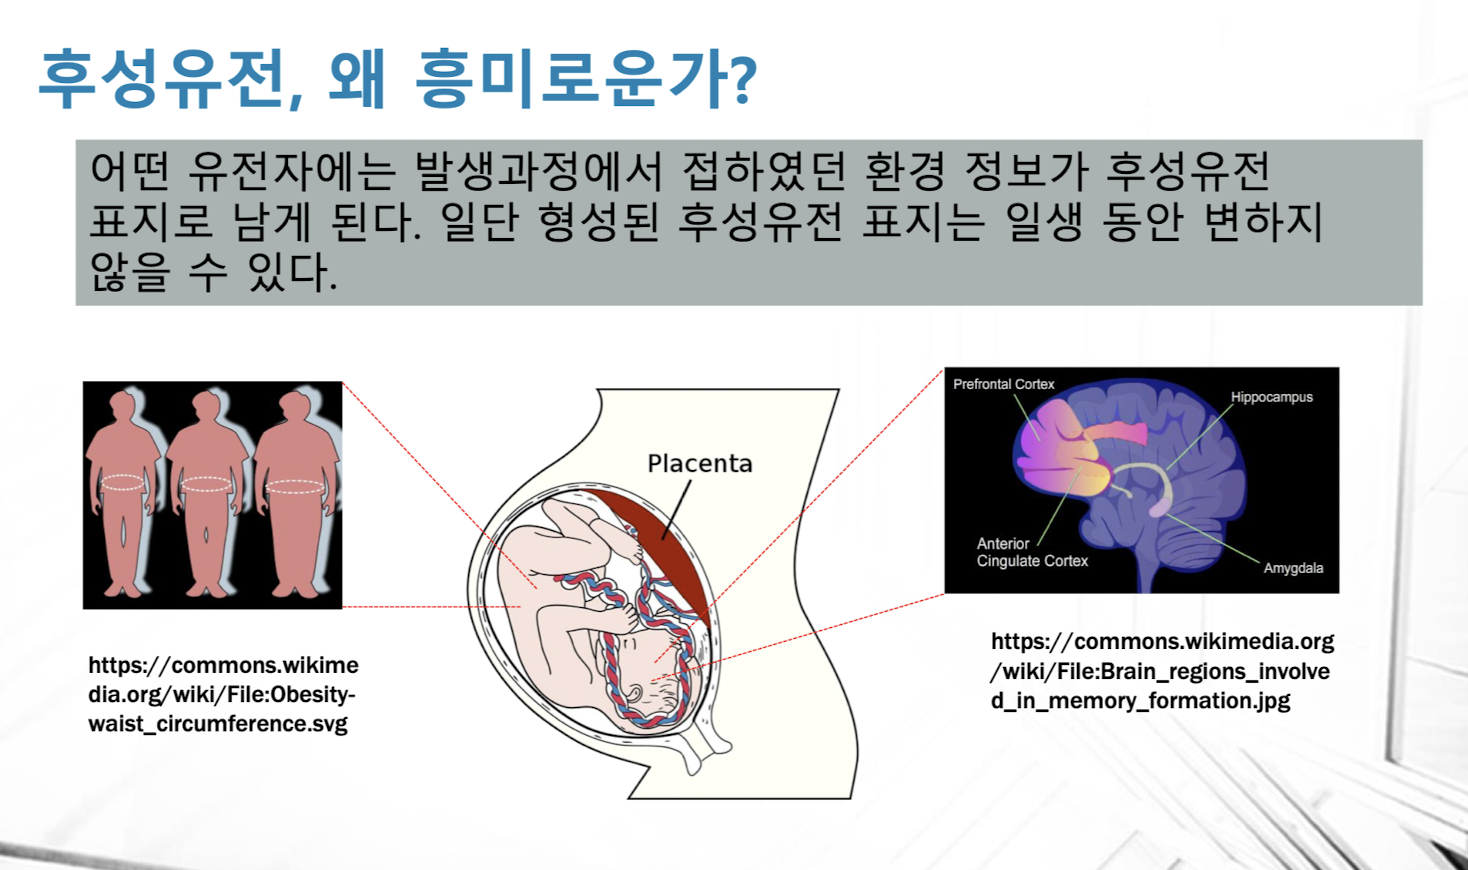 후성유전, 왜 흥미로운가?
어떤 유전자에는 발생과정에서 접하였던 환경 정보가 후성유전
표지로 남게 된다. 일단 형성된 후성유전 표지는 일생 동안 변하지
않을 수 있다.
Placenta
Prefrontal Cortex
Hippocampus
Anterior
Cingulate Cortex
Amygdala
https://commons.wikime
dia.org/wiki/File:Obesity-
waist_circumference.svg
https://commons.wikimedia.org
/wiki/File:Brain_regions_involve
d_in_memory_formation.jpg